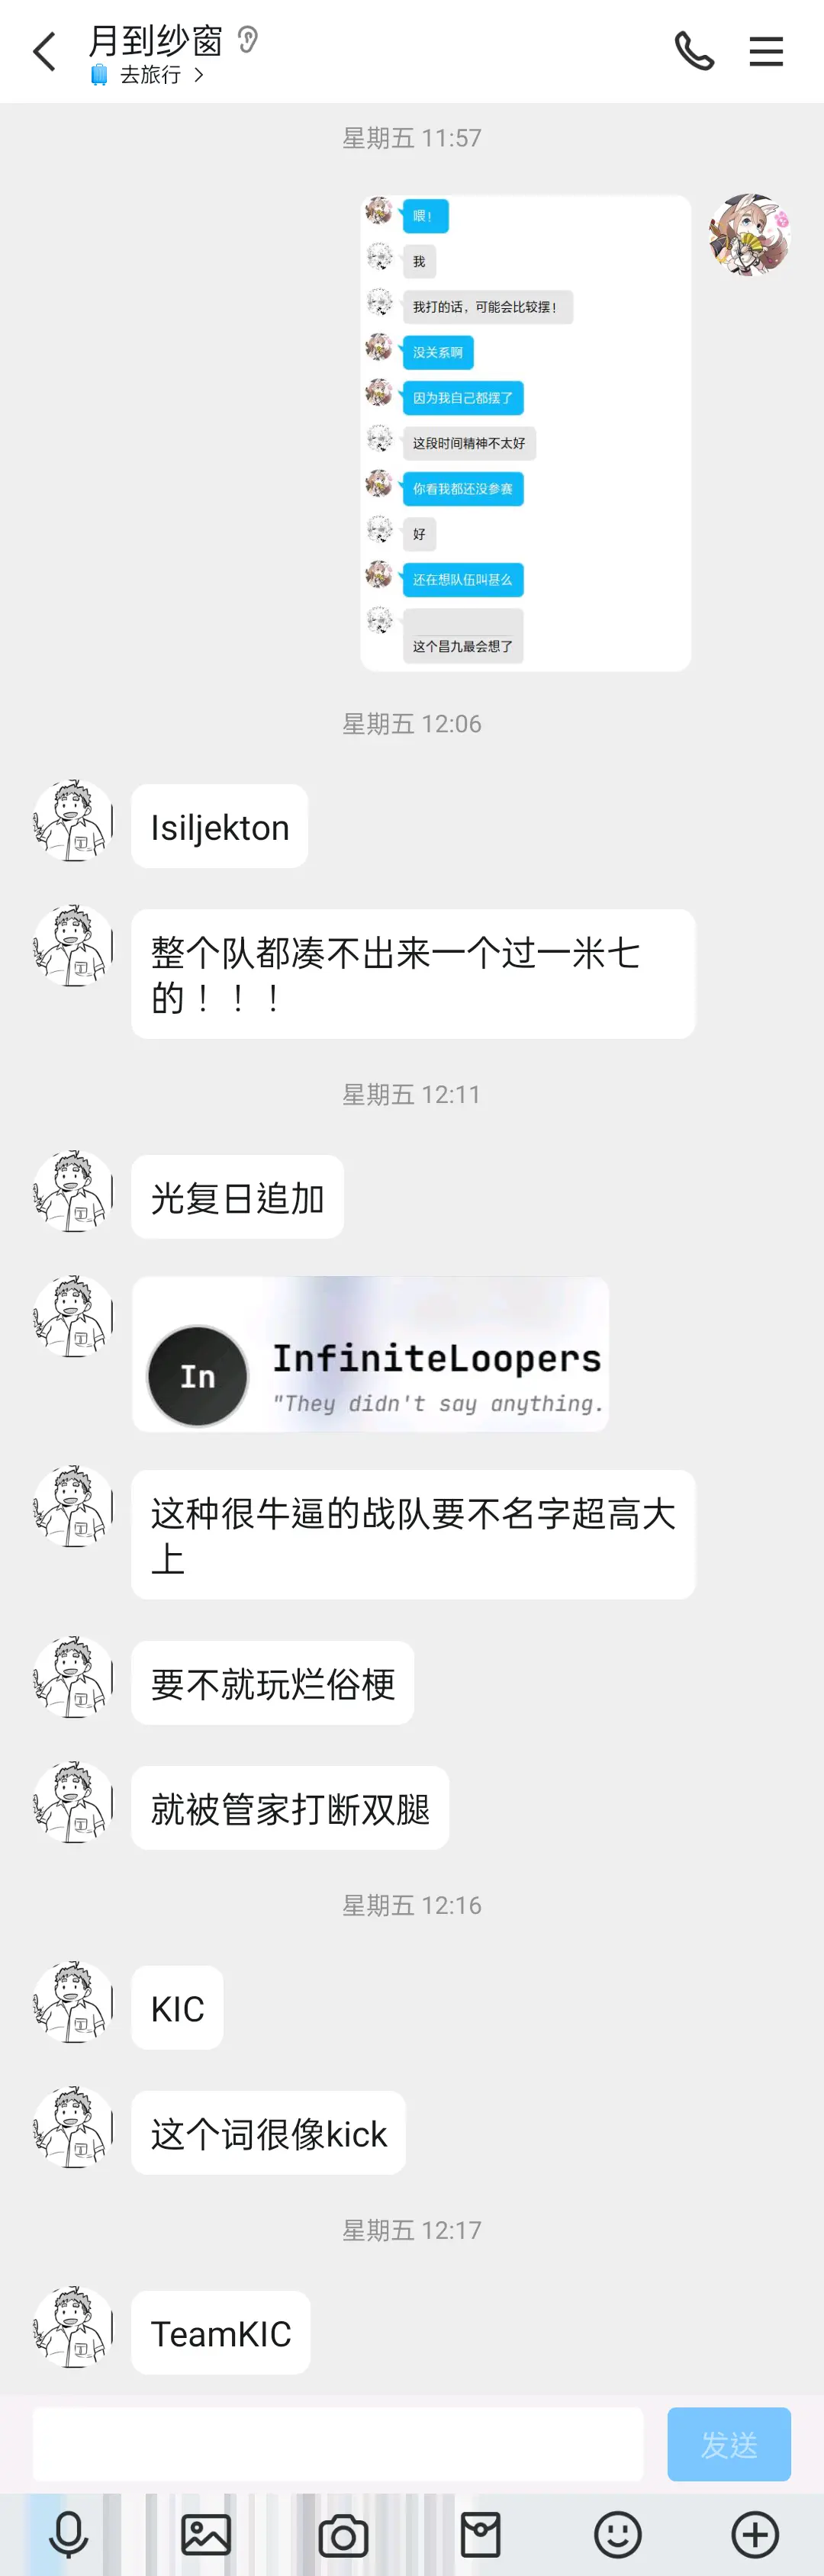 月到纱窗
去旅行
星期五 11:57
喂！
我
我打的话，可能会比较摆！
没关系啊
因为我自己都摆了
这段时间精神不太好
你看我都还没参赛
好
还在想队伍叫甚么
这个昌九最会想了
星期五 12:06
Isiljekton
整个队都凑不出来一个过一米七
的！！！
星期五 12:11
光复日追加
In
InfiniteLoopers
"They didn't say anything.
这种很牛逼的战队要不名字超高大
上
要不就玩烂俗梗
就被管家打断双腿
星期五 12:16
KIC
这个词很像kick
星期五 12:17
TeamKIC
发送